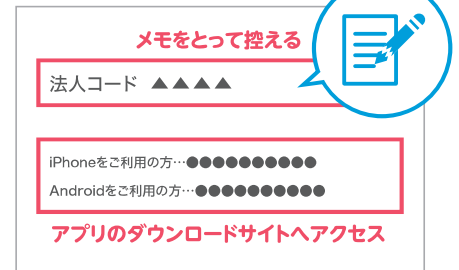 メモをとって控える
法人コード ▲▲▲▲
iPhoneをご利用の方…●●●●●●●●●●
Androidをご利用の方…●●●●●●●●●●
アプリのダウンロードサイトへアクセス